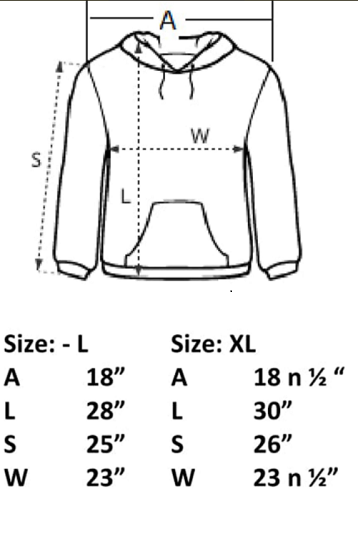 A
W
S
L
Size: - L Size: XL
A 18” A 18 n ½ “
L 28” L 30”
S 25” S 26”
W 23” W 23 n ½”